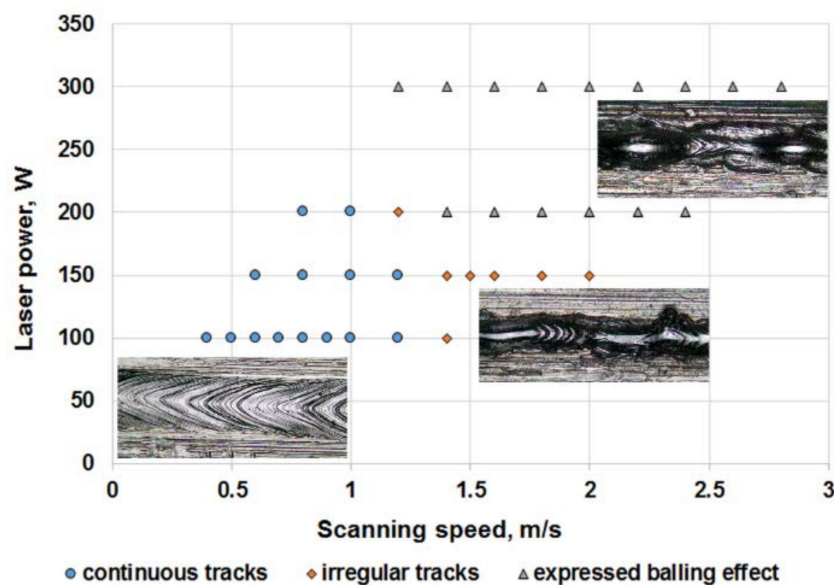 350
300
250
200
150
100
50
0
Laser power, W
0 0.5 1 1.5 2 2.5 3
Scanning speed, m/s
continuous tracks irregular tracks expressed balling effect